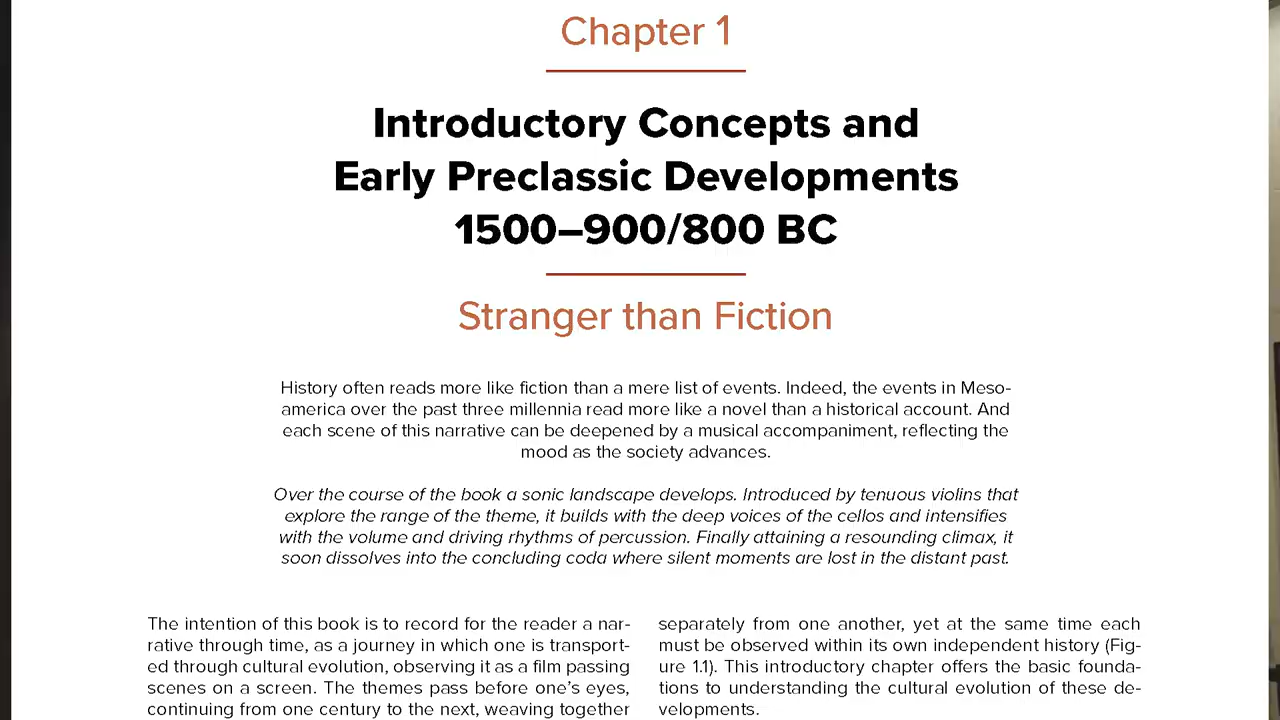 Chapter 1
Introductory Concepts and
Early Preclassic Developments
1500–900/800 BC
Stranger than Fiction
History often reads more like fiction than a mere list of events. Indeed, the events in Meso-
america over the past three millennia read more like a novel than a historical account. And
each scene of this narrative can be deepened by a musical accompaniment, reflecting the
mood as the society advances.
Over the course of the book a sonic landscape develops. Introduced by tenuous violins that
explore the range of the theme, it builds with the deep voices of the cellos and intensifies
with the volume and driving rhythms of percussion. Finally attaining a resounding climax, it
soon dissolves into the concluding coda where silent moments are lost in the distant past.
The intention of this book is to record for the reader a nar-
rative through time, as a journey in which one is transport-
ed through cultural evolution, observing it as a film passing
scenes on a screen. The themes pass before one’s eyes,
continuing from one century to the next, weaving together
separately from one another, yet at the same time each
must be observed within its own independent history (Fig-
ure 1.1). This introductory chapter offers the basic founda-
tions to understanding the cultural evolution of these de-
velopments.